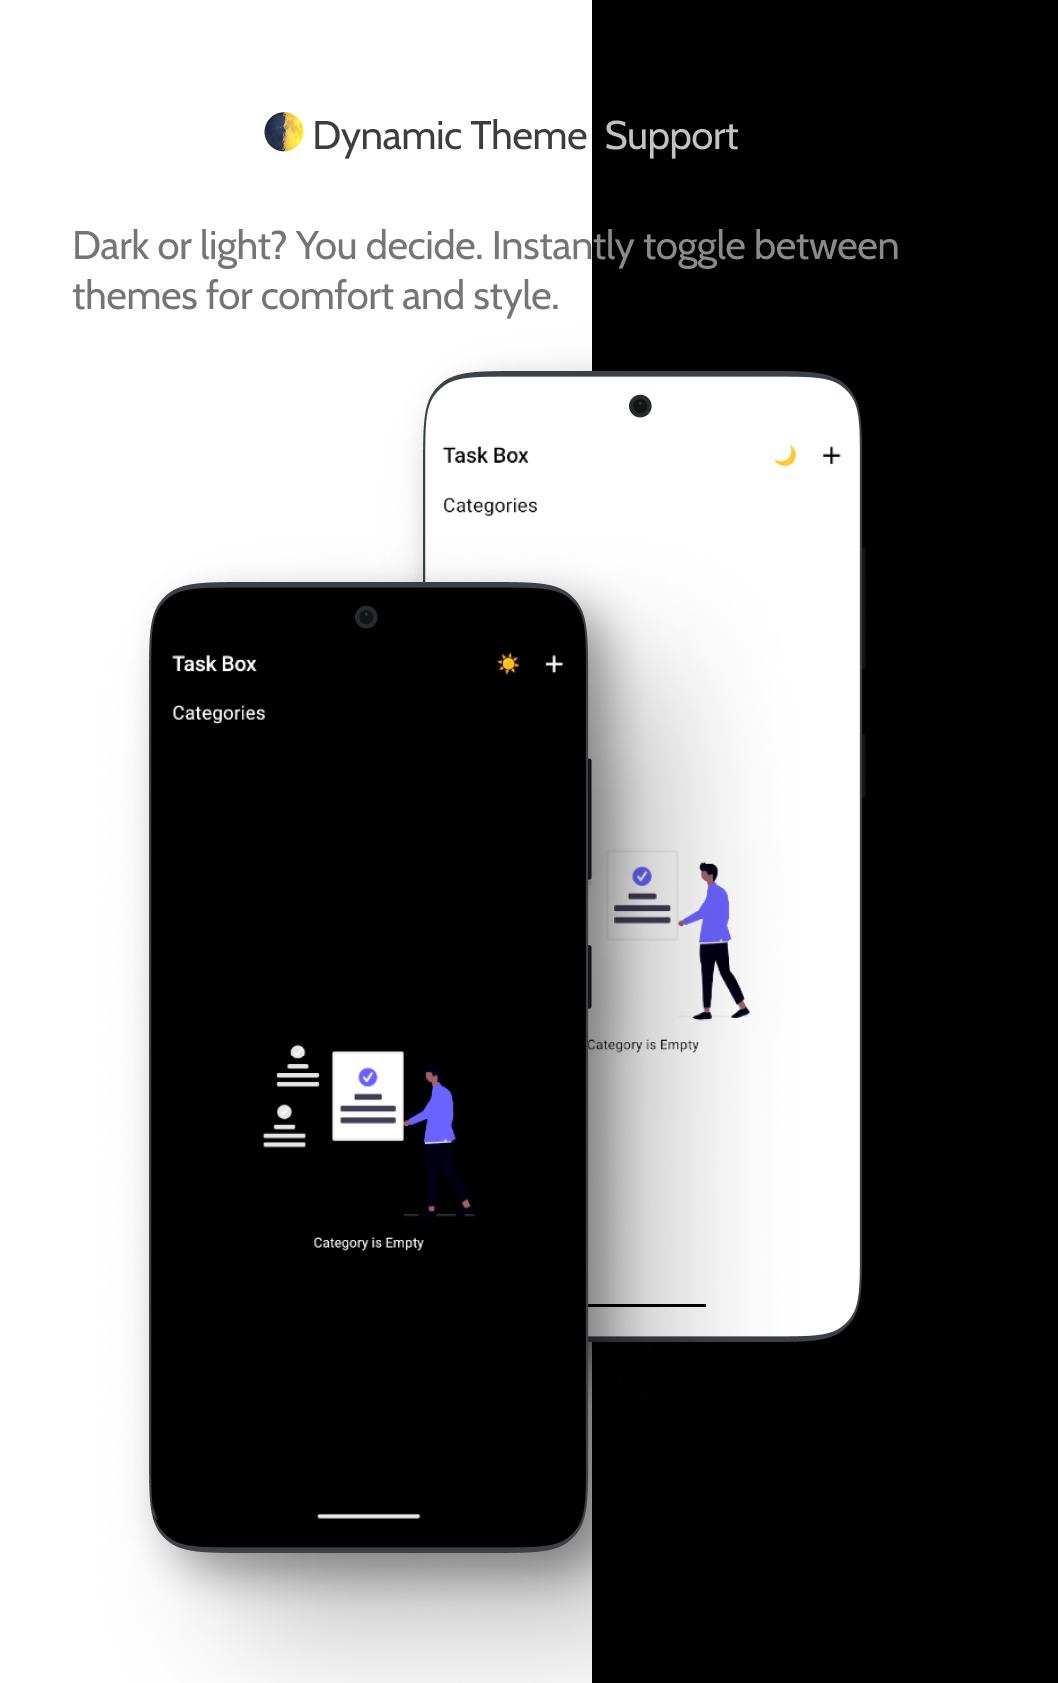 🌓 Dynamic Theme Support
Dark or light? You decide. Instantly toggle between
themes for comfort and style.
Task Box
Categories
Category is Empty
Task Box
Categories
Category is Empty